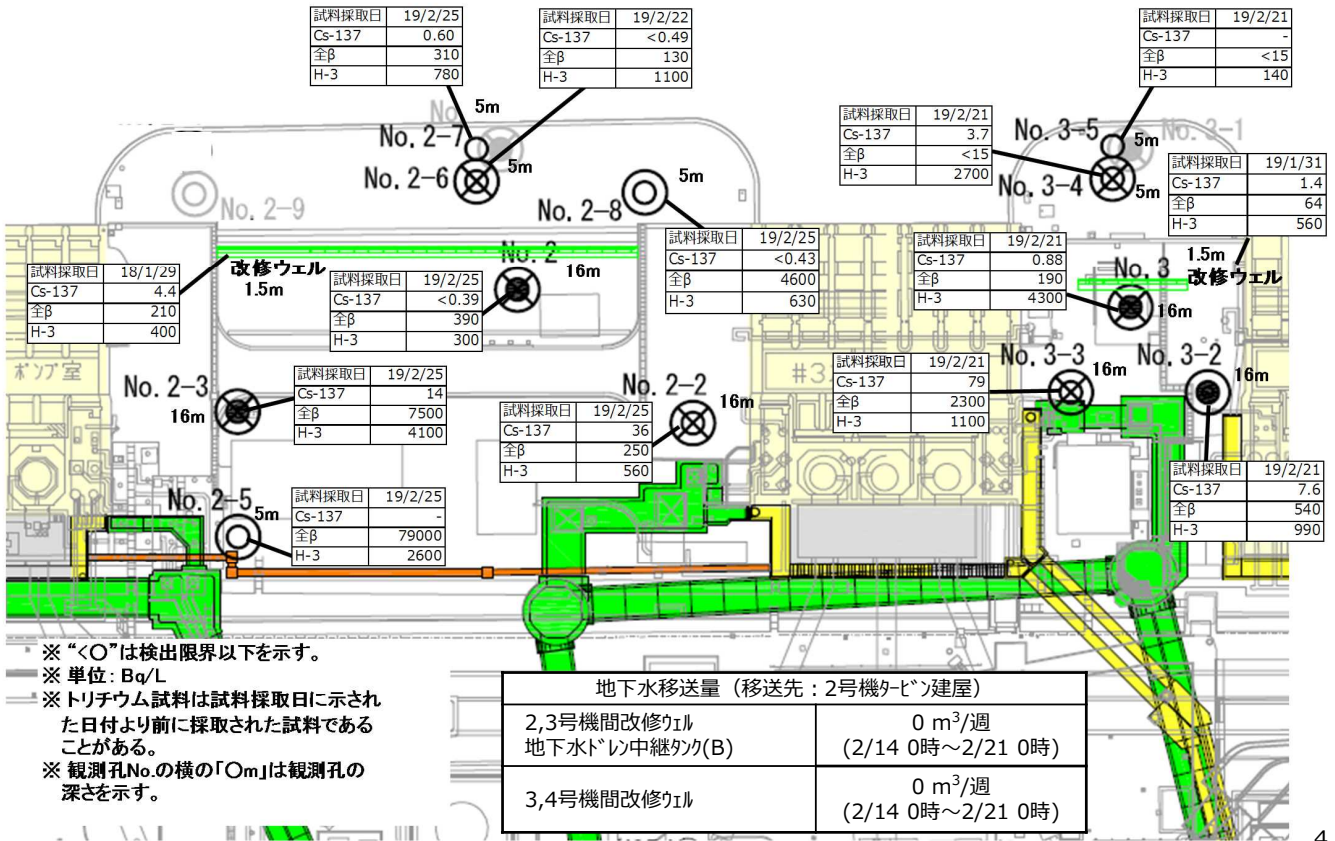 試料採取日 19/2/25
Cs-137 0.60
全β 310
H-3 780
試料採取日 19/2/22
Cs-137 <0.49
全β 130
H-3 1100
試料採取日 19/2/21
Cs-137 -
全β <15
H-3 140
試料採取日 19/2/21
Cs-137 3.7
全β <15
H-3 2700
試料採取日 19/1/31
Cs-137 1.4
全β 64
H-3 560
No 5m
No. 2-7
5m
No. 2-6
No. 2-8 5m
No. 2-9
No. 3-5 5m
No. 3-1
No. 3-4 5m
試料採取日 18/1/29
Cs-137 4.4
全β 210
H-3 400
改修ウェル
1.5m
試料採取日 19/2/25
Cs-137 <0.39
全β 390
H-3 300
No. 2 16m
試料採取日 19/2/25
Cs-137 <0.43
全β 4600
H-3 630
試料採取日 19/2/21
Cs-137 0.88
全β 190
H-3 4300
1.5m
改修ウェル
No. 3
16m
ポンプ室
No. 2-3
16m
試料採取日 19/2/25
Cs-137 14
全β 7500
H-3 4100
試料採取日 19/2/25
Cs-137 36
全β 250
H-3 560
No. 2-2
16m
#3
試料採取日 19/2/21
Cs-137 79
全β 2300
H-3 1100
No. 3-3
16m
No. 3-2
16m
試料採取日 19/2/21
Cs-137 7.6
全β 540
H-3 990
No. 2-5
5m
試料採取日 19/2/25
Cs-137 -
全β 79000
H-3 2600
※ “<○”は検出限界以下を示す。
※ 単位：Bq/L
※ トリチウム試料は試料採取日に示され
た日付より前に採取された試料である
ことがある。
※ 観測孔No.の横の「○m」は観測孔の
深さを示す。
地下水移送量（移送先：2号機ﾀｰﾋﾞﾝ建屋）
2,3号機間改修ｳｪﾙ
地下水ﾄﾞﾚﾝ中継ﾀﾝｸ(B)
0 m³/週
(2/14 0時～2/21 0時)
3,4号機間改修ｳｪﾙ
0 m³/週
(2/14 0時～2/21 0時)
4